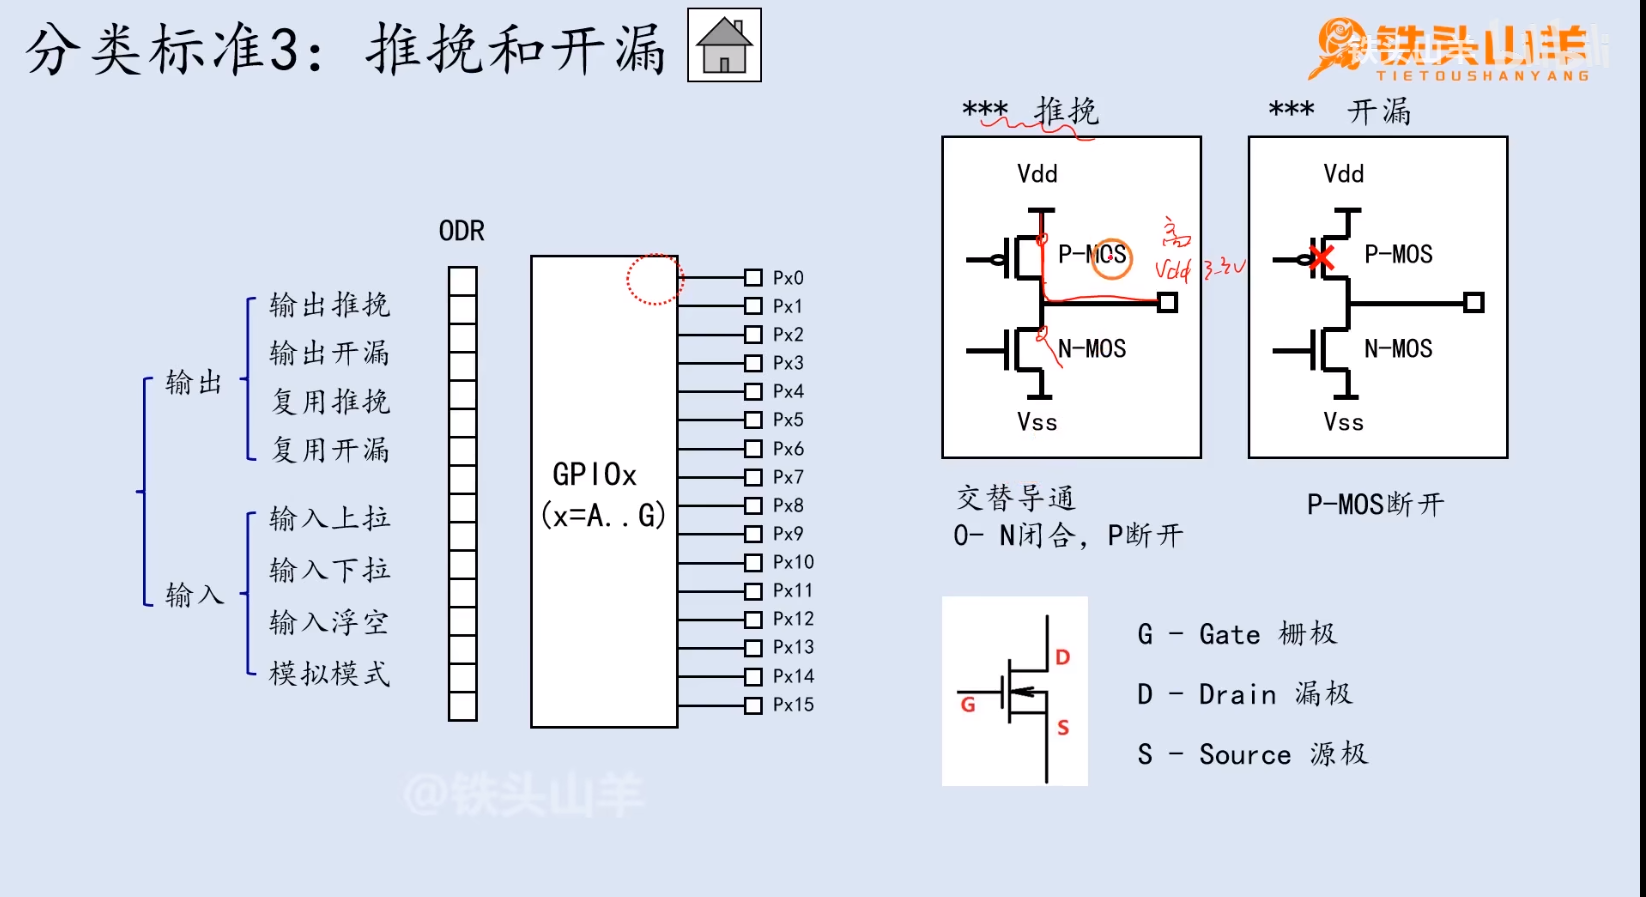 分类标准3：推挽和开漏
铁头山羊
TIETOUSHANYANG
*** 推挽
*** 开漏
Vdd
P-MOS
N-MOS
Vss
高
Vdd 3.3V
Vdd
P-MOS
N-MOS
Vss
交替导通
0- N闭合，P断开
P-MOS断开
ODR
输出
输出推挽
输出开漏
复用推挽
复用开漏
输入
输入上拉
输入下拉
输入浮空
模拟模式
GPIOx
(x=A..G)
Px0
Px1
Px2
Px3
Px4
Px5
Px6
Px7
Px8
Px9
Px10
Px11
Px12
Px13
Px14
Px15
D
G
S
G - Gate 栅极
D - Drain 漏极
S - Source 源极
@铁头山羊